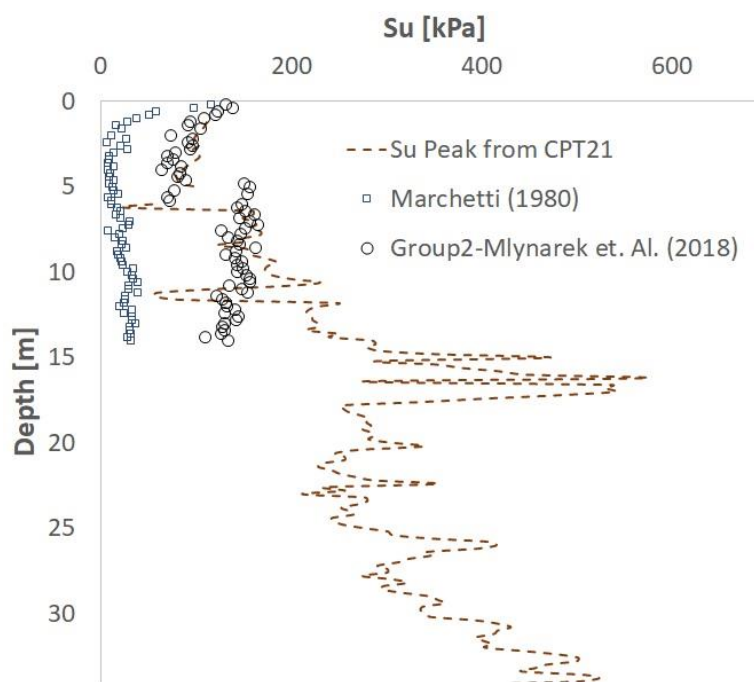 Su [kPa]
0 200 400 600
0
Su Peak from CPT21
Marchetti (1980)
5
Group2-Mlynarek et. Al. (2018)
10
15
20
25
30
Depth [m]